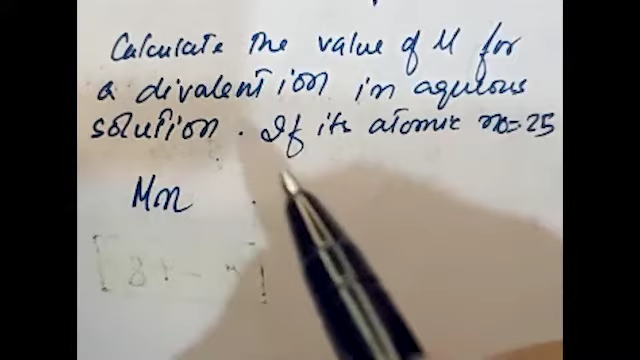 Calculate the value of μ for
a divalent ion in aqueous
solution. If its atomic no=25
Mn